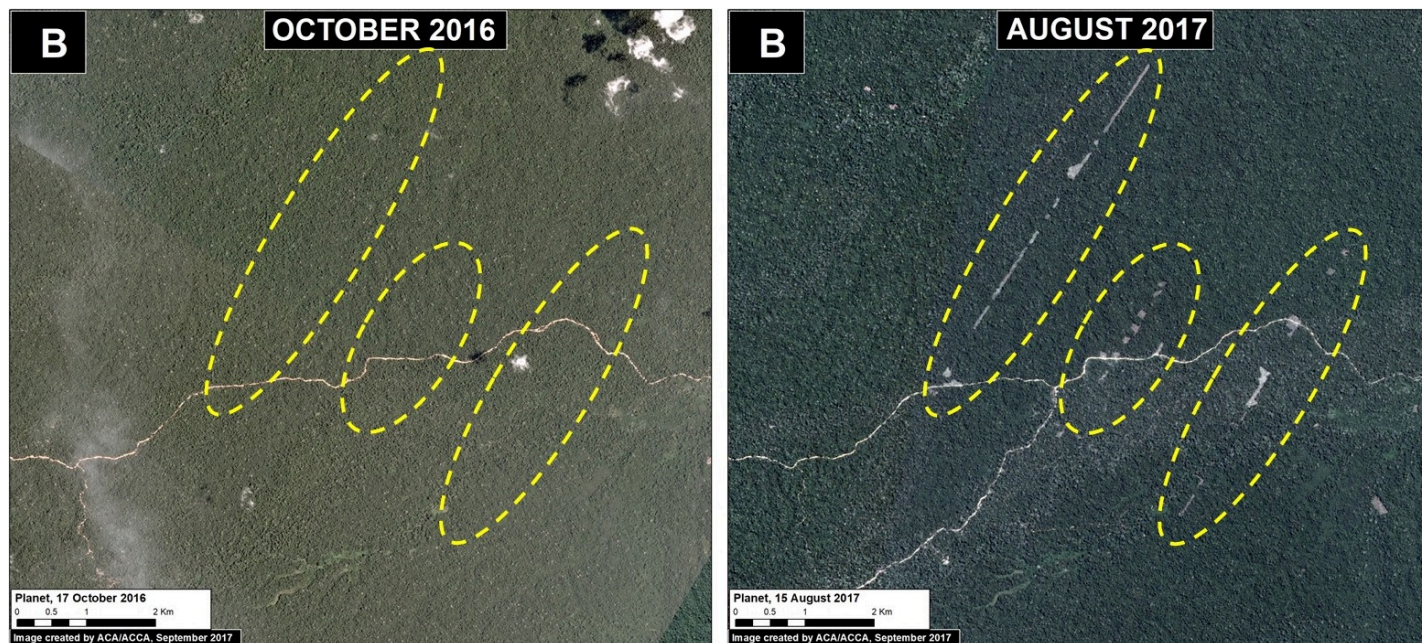 B
OCTOBER 2016
Planet, 17 October 2016
0 0.5 1 2 Km
Image created by ACA/ACCA, September 2017
B
AUGUST 2017
Planet, 15 August 2017
0 0.5 1 2 Km
Image created by ACA/ACCA, September 2017